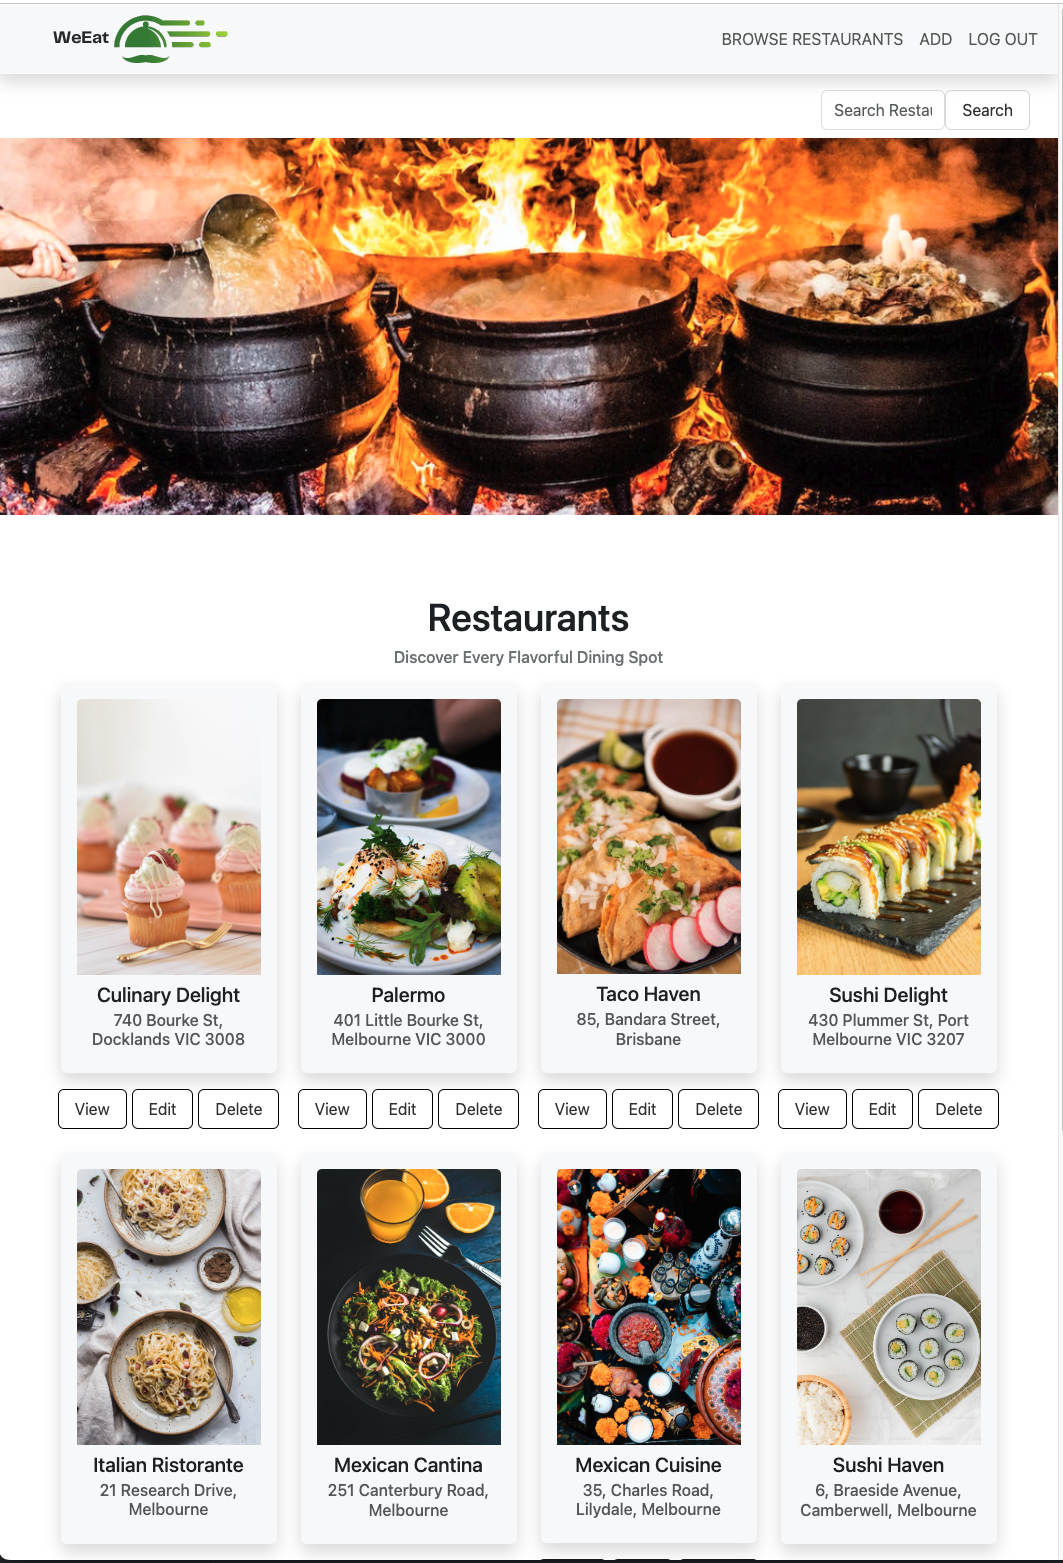 WeEat
BROWSE RESTAURANTS ADD LOG OUT
Search Restau Search
Restaurants
Discover Every Flavorful Dining Spot
Culinary Delight
740 Bourke St,
Docklands VIC 3008
Palermo
401 Little Bourke St,
Melbourne VIC 3000
Taco Haven
85, Bandara Street,
Brisbane
Sushi Delight
430 Plummer St, Port
Melbourne VIC 3207
View Edit Delete View Edit Delete View Edit Delete View Edit Delete
Italian Ristorante
21 Research Drive,
Melbourne
Mexican Cantina
251 Canterbury Road,
Melbourne
Mexican Cuisine
35, Charles Road,
Lilydale, Melbourne
Sushi Haven
6, Braeside Avenue,
Camberwell, Melbourne